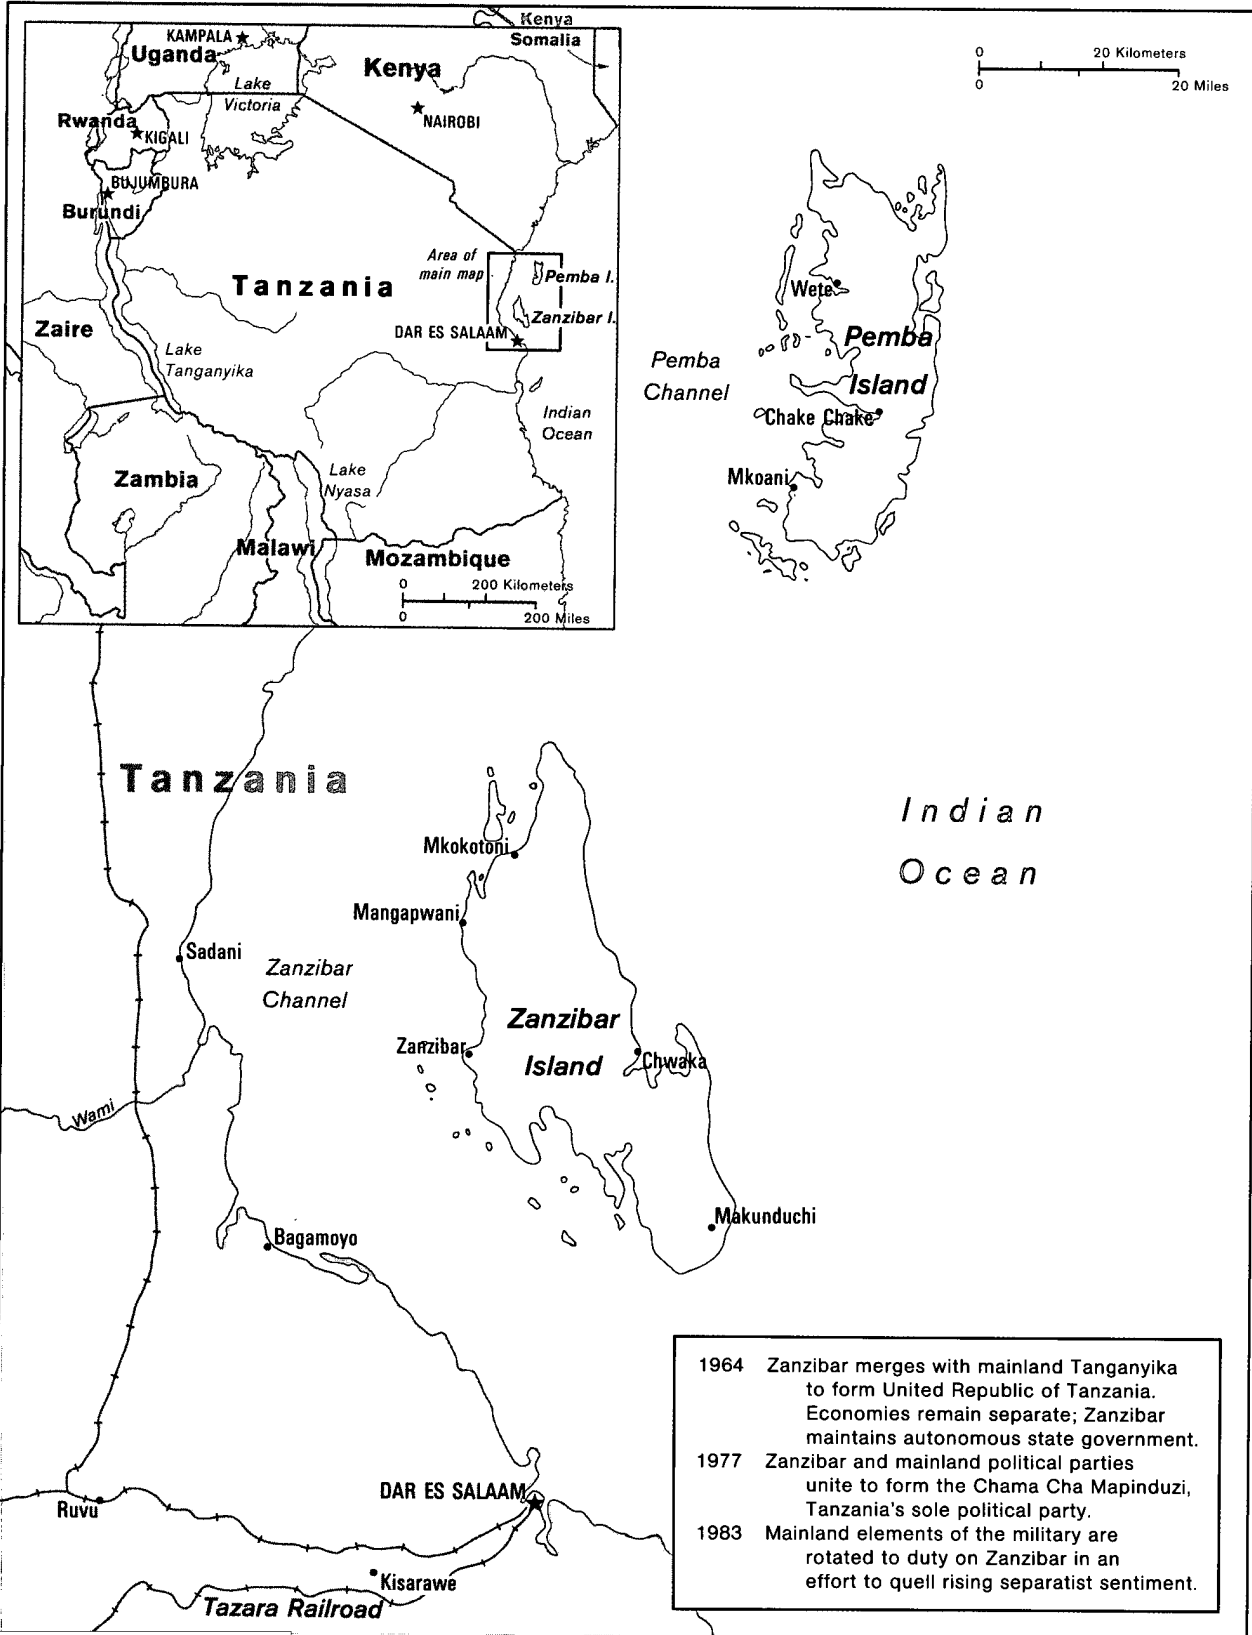 Kenya
Somalia
KAMPALA
Uganda
Kenya
Lake
Victoria
NAIROBI
Rwanda
KIGALI
BUJUMBURA
Burundi
Area of
main map
Pemba I.
Tanzania
Zanzibar I.
DAR ES SALAAM
Zaire
Lake
Tanganyika
Indian
Ocean
Zambia
Lake
Nyasa
Malawi
Mozambique
0 200 Kilometers
0 200 Miles
0 20 Kilometers
0 20 Miles
Wete
Pemba
Island
Pemba
Channel
Chake Chake
Mkoani
Tanzania
Indian
Ocean
Mkokotoni
Mangapwani
Sadani
Zanzibar
Channel
Zanzibar
Island
Zanzibar
Chwaka
Wami
Makunduchi
Bagamoyo
DAR ES SALAAM
Ruvu
Kisarawe
Tazara Railroad
1964 Zanzibar merges with mainland Tanganyika
to form United Republic of Tanzania.
Economies remain separate; Zanzibar
maintains autonomous state government.
1977 Zanzibar and mainland political parties
unite to form the Chama Cha Mapinduzi,
Tanzania's sole political party.
1983 Mainland elements of the military are
rotated to duty on Zanzibar in an
effort to quell rising separatist sentiment.